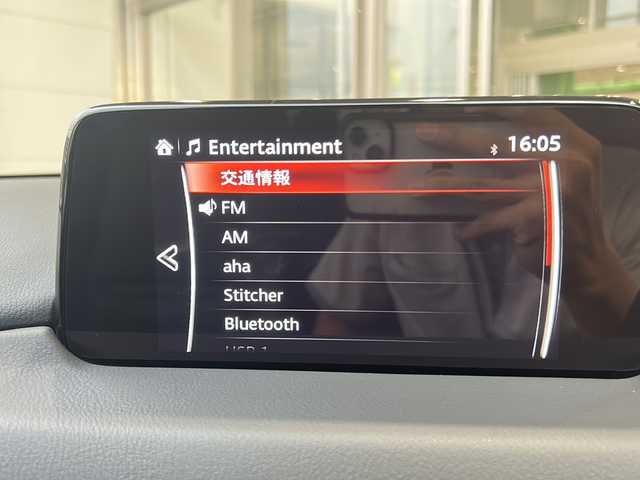 Entertainment 16:05
交通情報
FM
AM
aha
Stitcher
Bluetooth